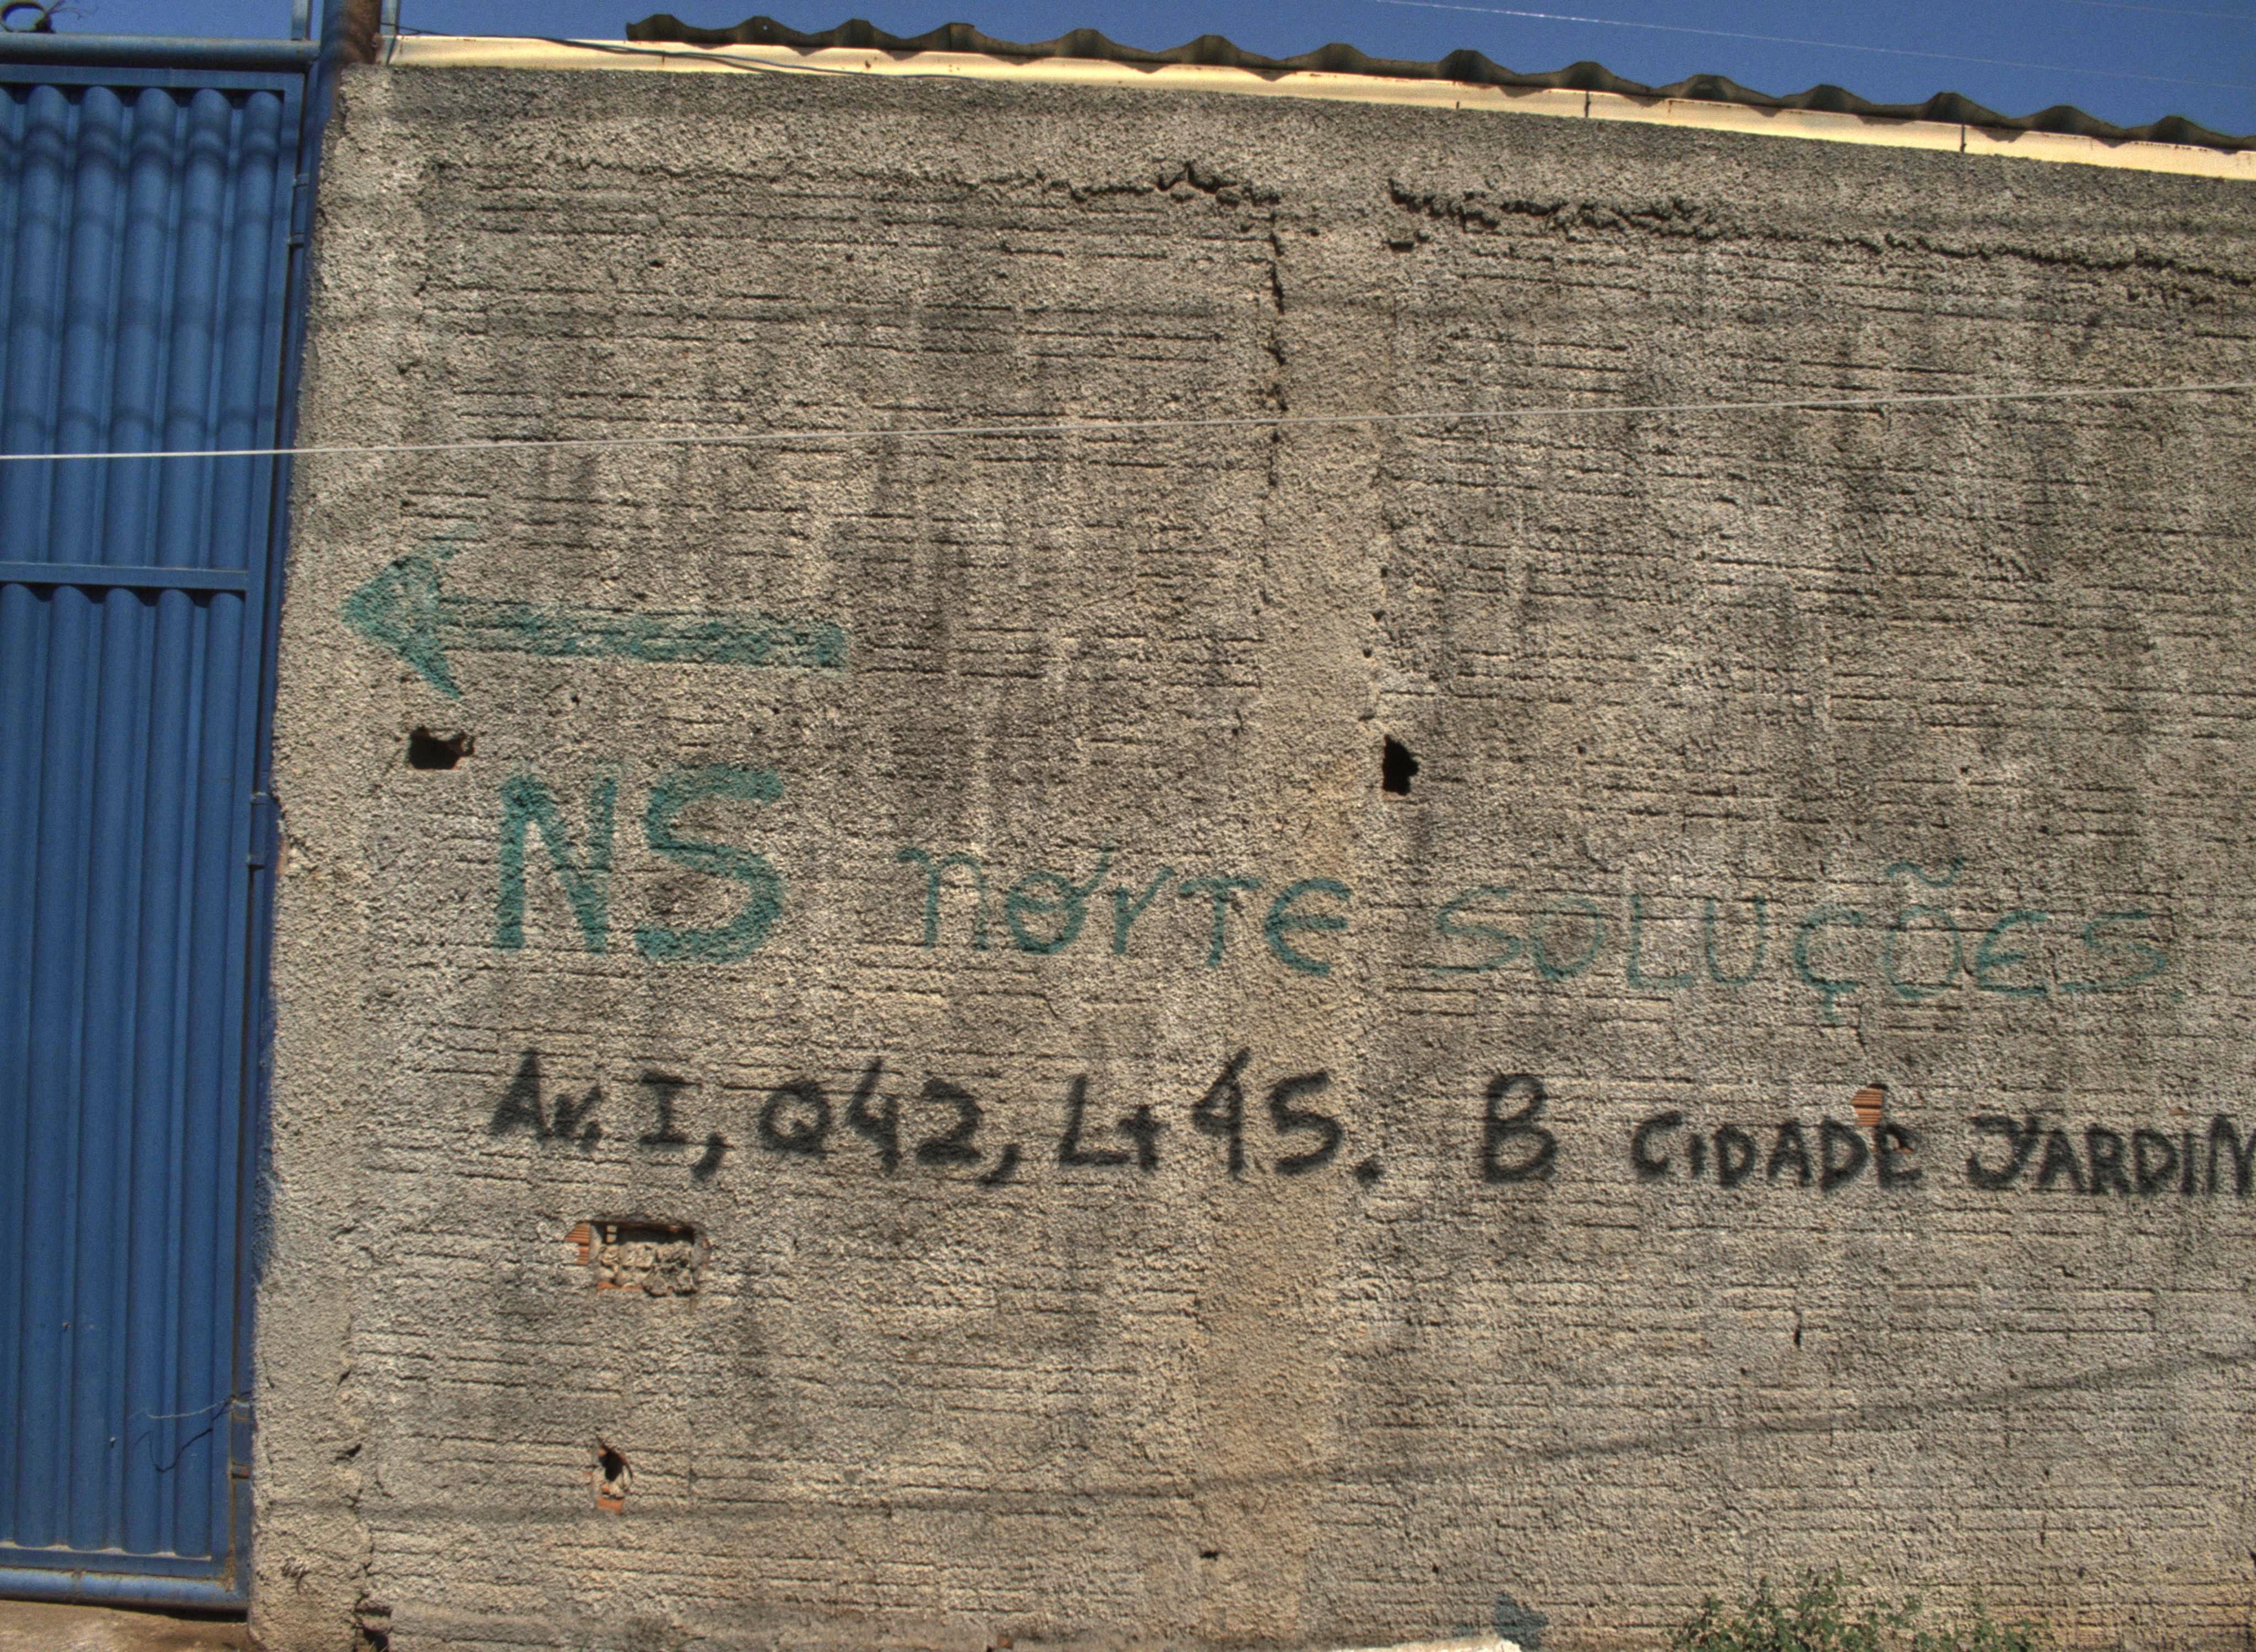 NS NORTE SOLUÇÕES.
Av. I, Q42, Lt 45. B CIDADE JARDIM